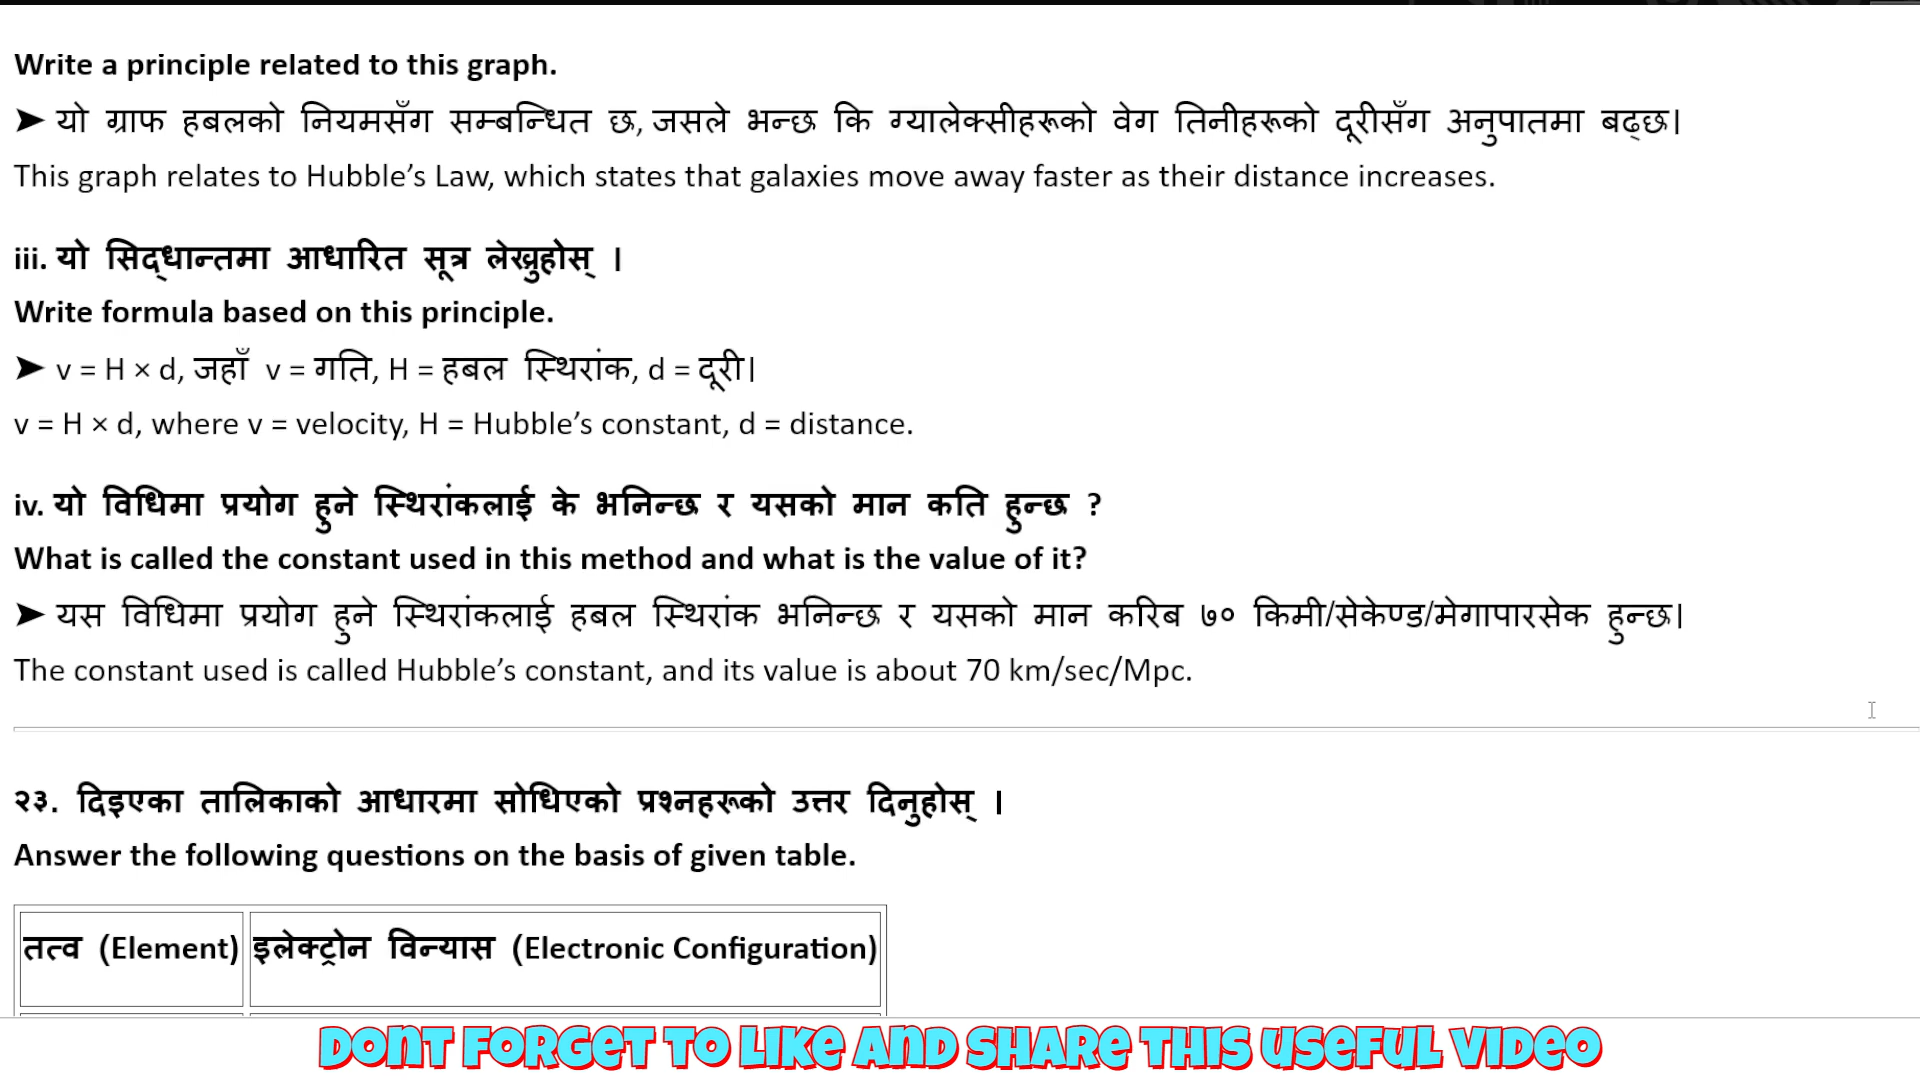 Write a principle related to this graph.
➤ यो ग्राफ हबलको नियमसँग सम्बन्धित छ, जसले भन्छ कि ग्यालेक्सीहरूको वेग तिनीहरूको दूरीसँग अनुपातमा बढ्छ।
This graph relates to Hubble’s Law, which states that galaxies move away faster as their distance increases.
iii. यो सिद्धान्तमा आधारित सूत्र लेख्नुहोस् ।
Write formula based on this principle.
➤ v = H × d, जहाँ v = गति, H = हबल स्थिरांक, d = दूरी।
v = H × d, where v = velocity, H = Hubble’s constant, d = distance.
iv. यो विधिमा प्रयोग हुने स्थिरांकलाई के भनिन्छ र यसको मान कति हुन्छ ?
What is called the constant used in this method and what is the value of it?
➤ यस विधिमा प्रयोग हुने स्थिरांकलाई हबल स्थिरांक भनिन्छ र यसको मान करिब ७० किमी/सेकेण्ड/मेगापारसेक हुन्छ।
The constant used is called Hubble’s constant, and its value is about 70 km/sec/Mpc.
२३. दिइएका तालिकाको आधारमा सोधिएको प्रश्नहरूको उत्तर दिनुहोस् ।
Answer the following questions on the basis of given table.
तत्व (Element) इलेक्ट्रोन विन्यास (Electronic Configuration)
DONT FORGET TO LIKE AND SHARE THIS USEFUL VIDEO